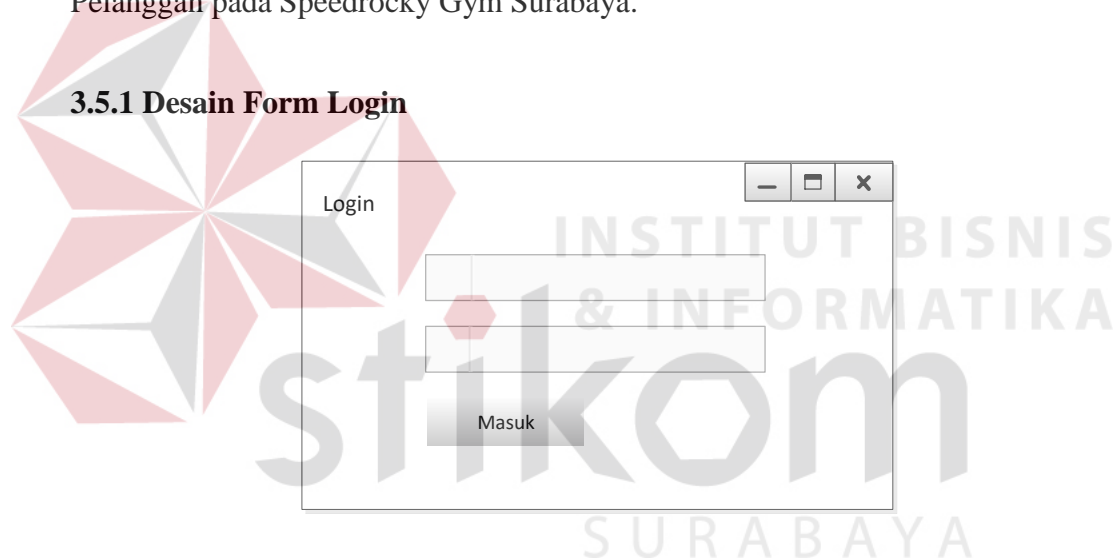 Pelanggan pada Speedrocky Gym Surabaya.
3.5.1 Desain Form Login
Login
Masuk
INSTITUT BISNIS
& INFORMATIKA
stikom
SURABAYA